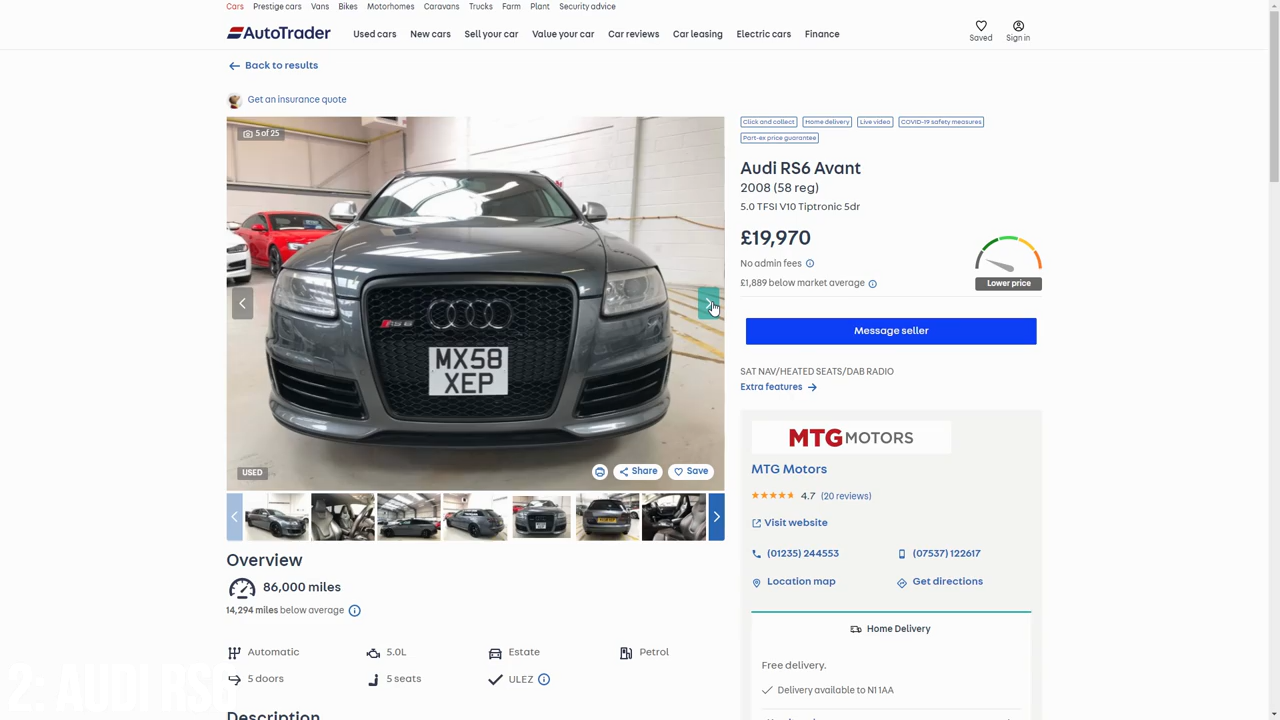 Cars Prestige cars Vans Bikes Motorhomes Caravans Trucks Farm Plant Security advice
AutoTrader
Used cars New cars Sell your car Value your car Car reviews Car leasing Electric cars Finance
Saved Sign in
Back to results
Get an insurance quote
5 of 25
RS6
MX58
XEP
USED
Share
Save
Click and collect Home delivery Live video COVID-19 safety measures
Part-ex price guarantee
Audi RS6 Avant
2008 (58 reg)
5.0 TFSI V10 Tiptronic 5dr
£19,970
No admin fees
£1,889 below market average
Lower price
Message seller
SAT NAV/HEATED SEATS/DAB RADIO
Extra features
MTG MOTORS
MTG Motors
4.7 (20 reviews)
Visit website
(01235) 244553 (07537) 122617
Location map Get directions
Home Delivery
Free delivery.
Delivery available to N1 1AA
Overview
86,000 miles
14,294 miles below average
Automatic 5.0L Estate Petrol
5 doors 5 seats ULEZ
Description
2: AUDI RS6